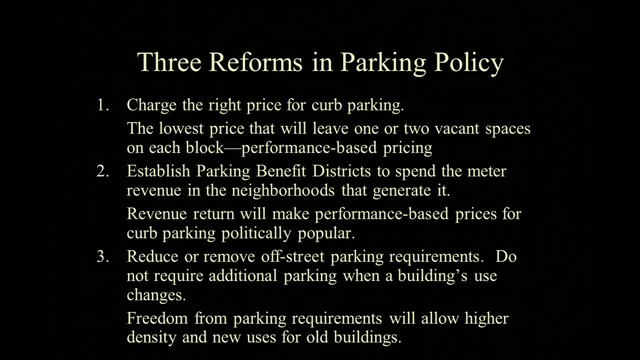 Three Reforms in Parking Policy
1. Charge the right price for curb parking.
The lowest price that will leave one or two vacant spaces
on each block—performance-based pricing
2. Establish Parking Benefit Districts to spend the meter
revenue in the neighborhoods that generate it.
Revenue return will make performance-based prices for
curb parking politically popular.
3. Reduce or remove off-street parking requirements.  Do
not require additional parking when a building’s use
changes.
Freedom from parking requirements will allow higher
density and new uses for old buildings.